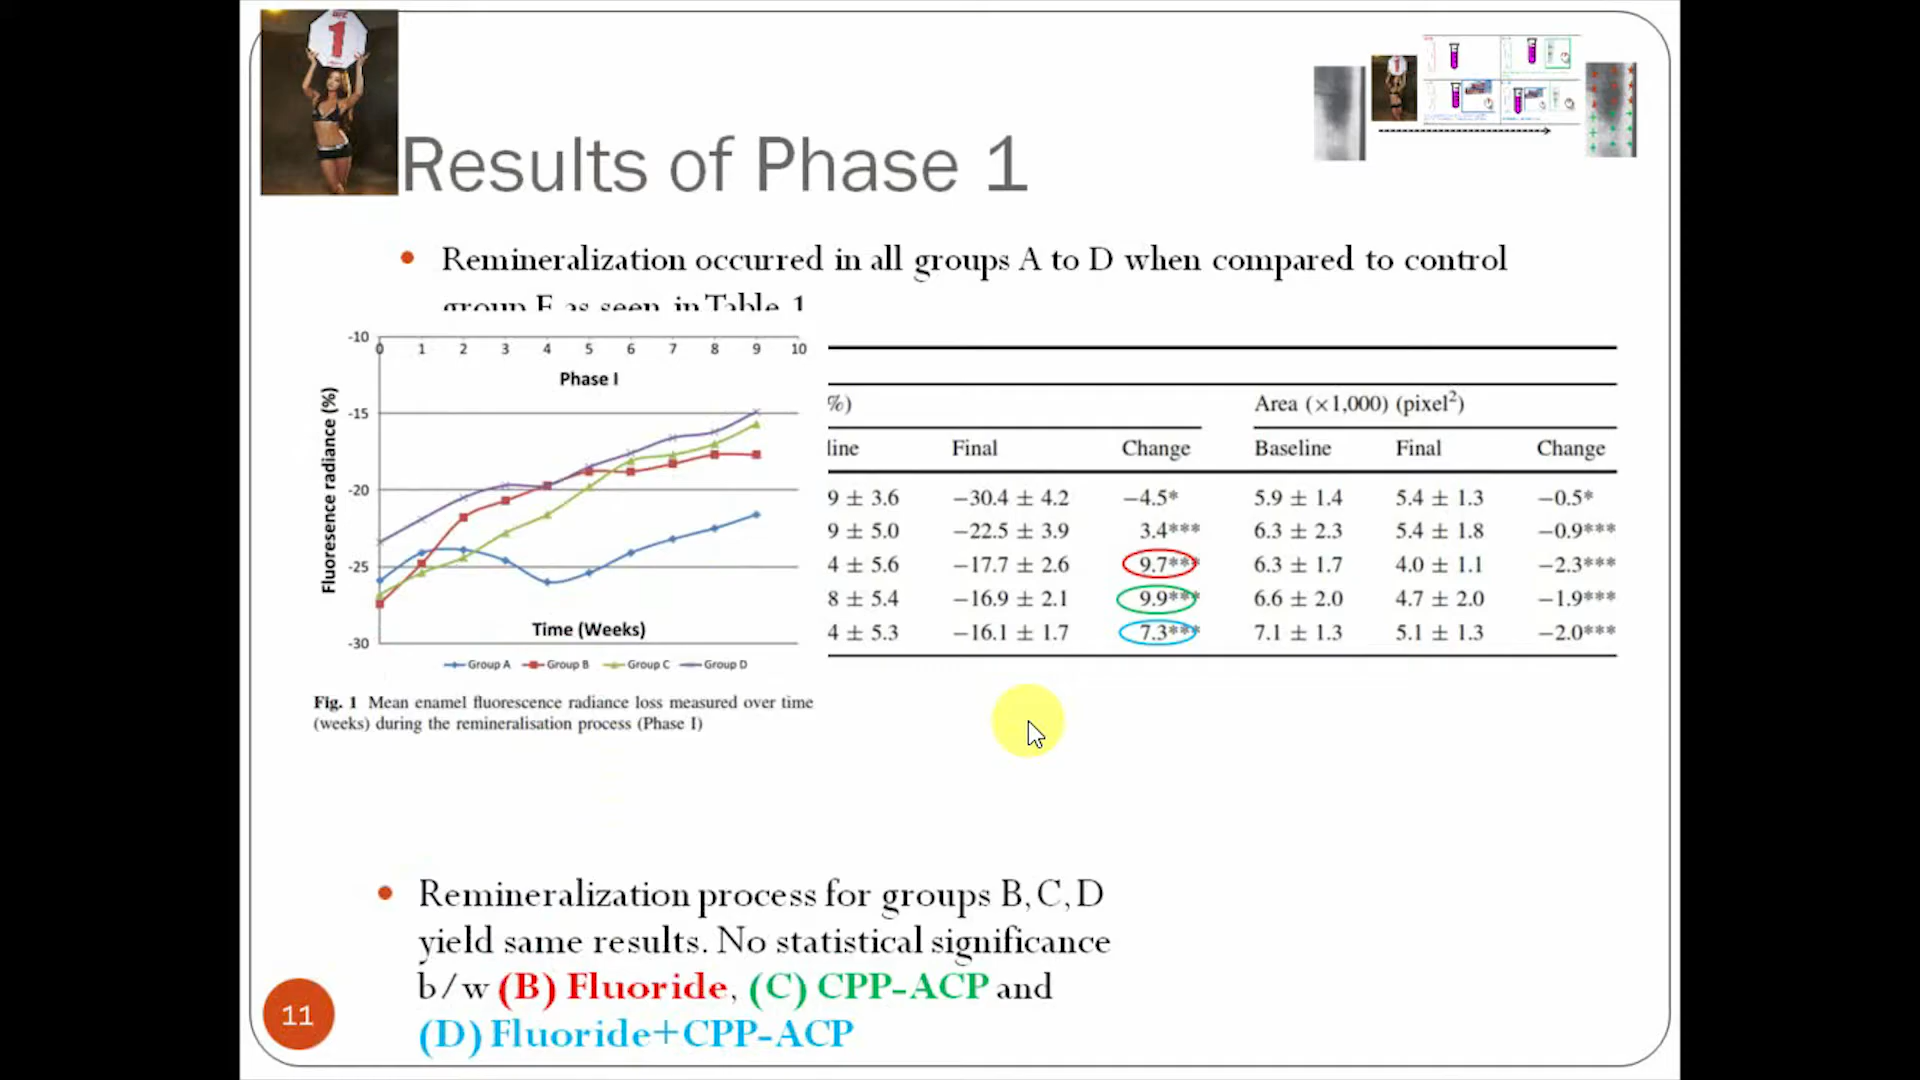 1
Results of Phase 1
Remineralization occurred in all groups A to D when compared to control
group E as seen in Table 1
-10
0 1 2 3 4 5 6 7 8 9 10
Phase I
-15
-20
-25
-30
Fluoresence radiance (%)
Time (Weeks)
Group A Group B Group C Group D
Fig. 1 Mean enamel fluorescence radiance loss measured over time
(weeks) during the remineralisation process (Phase I)
%) Area (×1,000) (pixel²)
line Final Change Baseline Final Change
9 ± 3.6 −30.4 ± 4.2 −4.5* 5.9 ± 1.4 5.4 ± 1.3 −0.5*
9 ± 5.0 −22.5 ± 3.9 3.4*** 6.3 ± 2.3 5.4 ± 1.8 −0.9***
4 ± 5.6 −17.7 ± 2.6 9.7*** 6.3 ± 1.7 4.0 ± 1.1 −2.3***
8 ± 5.4 −16.9 ± 2.1 9.9*** 6.6 ± 2.0 4.7 ± 2.0 −1.9***
4 ± 5.3 −16.1 ± 1.7 7.3*** 7.1 ± 1.3 5.1 ± 1.3 −2.0***
Remineralization process for groups B, C, D
yield same results. No statistical significance
b/w (B) Fluoride, (C) CPP-ACP and
(D) Fluoride+CPP-ACP
11